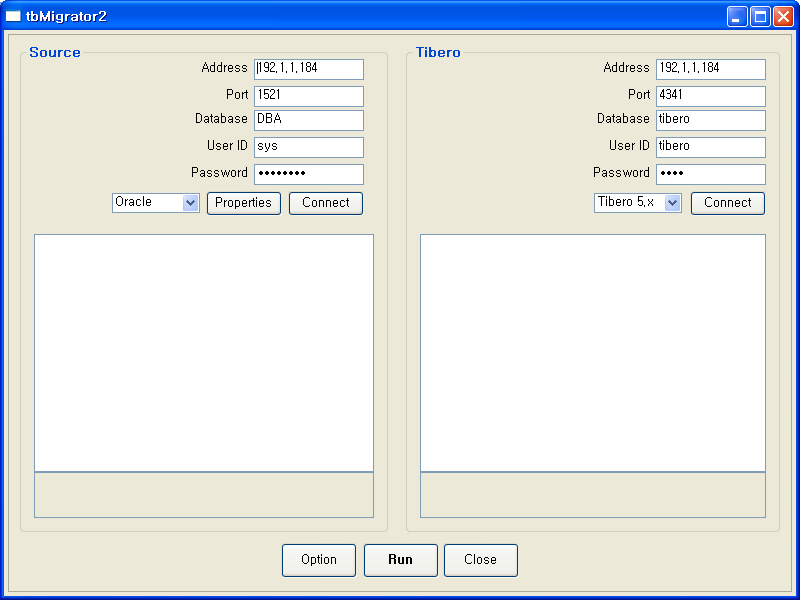 tbMigrator2
Source
Address 192.1.1.184
Port 1521
Database DBA
User ID sys
Password ••••••••
Oracle Properties Connect
Tibero
Address 192.1.1.184
Port 4341
Database tibero
User ID tibero
Password ••••
Tibero 5.x Connect
Option Run Close